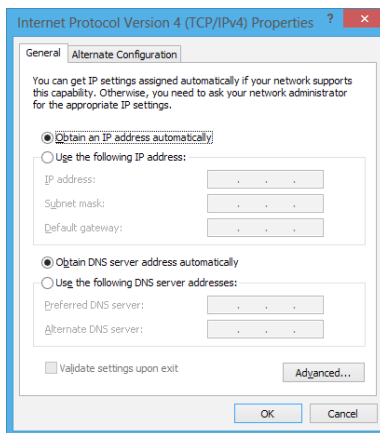 Internet Protocol Version 4 (TCP/IPv4) Properties ? ×
General Alternate Configuration
You can get IP settings assigned automatically if your network supports
this capability. Otherwise, you need to ask your network administrator
for the appropriate IP settings.
Obtain an IP address automatically
Use the following IP address:
IP address:
Subnet mask:
Default gateway:
Obtain DNS server address automatically
Use the following DNS server addresses:
Preferred DNS server:
Alternate DNS server:
Validate settings upon exit
Advanced...
OK Cancel